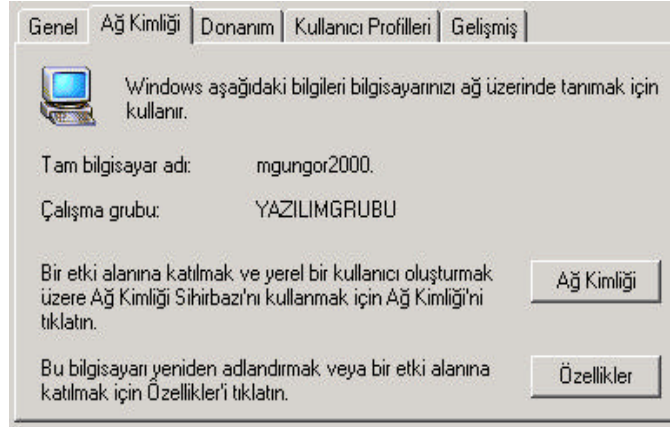 Genel Ağ Kimliği Donanım Kullanıcı Profilleri Gelişmiş
Windows aşağıdaki bilgileri bilgisayarınızı ağ üzerinde tanımak için
kullanır.
Tam bilgisayar adı: mgungor2000.
Çalışma grubu: YAZILIMGRUBU
Bir etki alanına katılmak ve yerel bir kullanıcı oluşturmak
üzere Ağ Kimliği Sihirbazı'nı kullanmak için Ağ Kimliği'ni
tıklatın.
Ağ Kimliği
Bu bilgisayarı yeniden adlandırmak veya bir etki alanına
katılmak için Özellikler'i tıklatın.
Özellikler